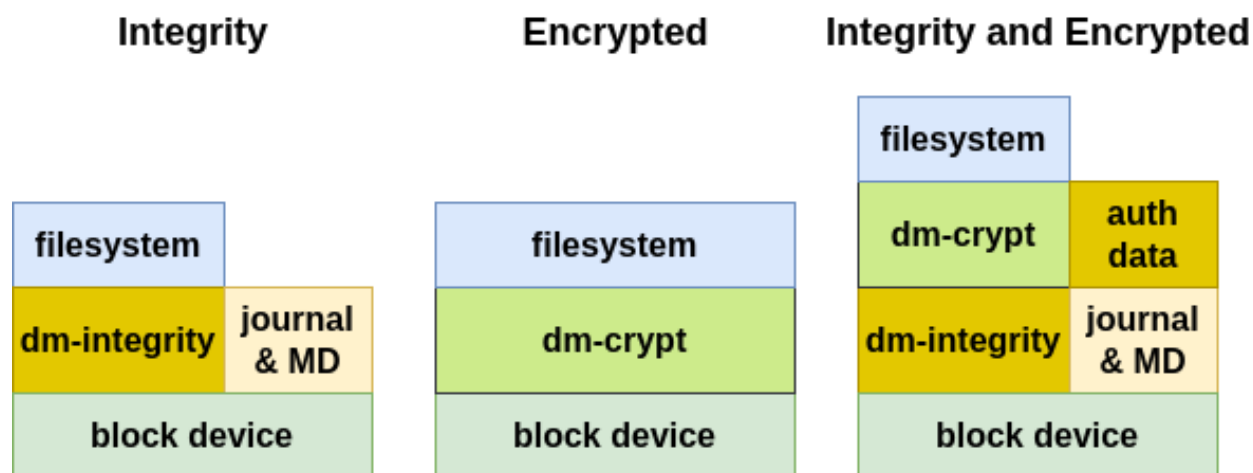 Integrity
Encrypted
Integrity and Encrypted
filesystem
dm-integrity
journal
& MD
block device
filesystem
dm-crypt
block device
filesystem
dm-crypt
auth
data
dm-integrity
journal
& MD
block device